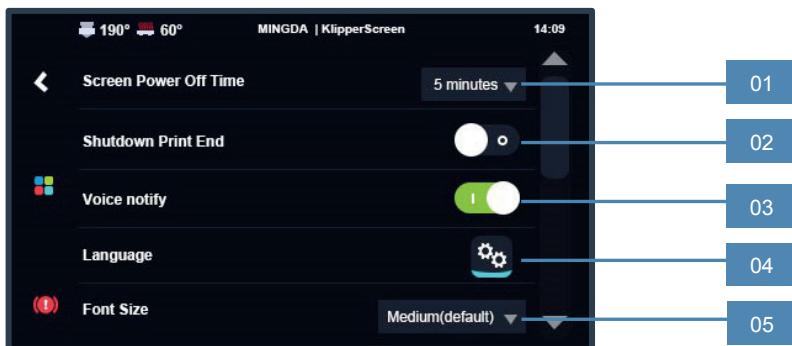 190° 60° MINGDA | KlipperScreen 14:09
Screen Power Off Time 5 minutes 01
Shutdown Print End 02
Voice notify 03
Language 04
Font Size Medium(default) 05